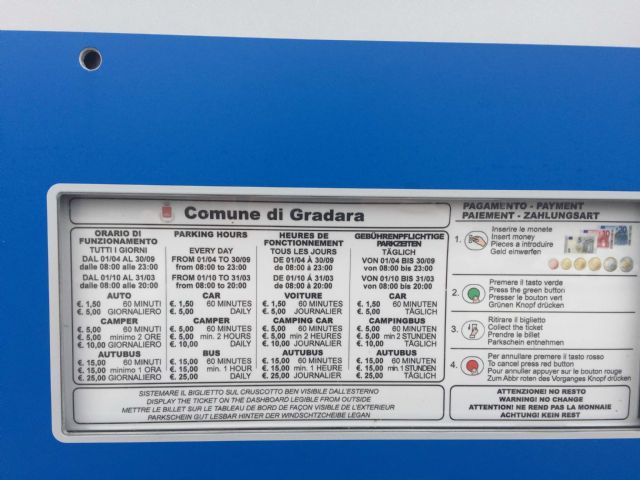 Comune di Gradara
ORARIO DI
FUNZIONAMENTO
TUTTI I GIORNI
DAL 01/04 AL 30/09
dalle 08:00 alle 23:00
DAL 01/10 AL 31/03
dalle 08:00 alle 20:00
AUTO
€. 1,50 60 MINUTI
€. 5,00 GIORNALIERO
CAMPER
€. 5,00 60 MINUTI
€. 5,00 minimo 2 ORE
€. 10,00 GIORNALIERO
AUTOBUS
€. 15,00 60 MINUTI
€. 15,00 minimo 1 ORA
€. 25,00 GIORNALIERO
PARKING HOURS
EVERY DAY
FROM 01/04 TO 30/09
from 08:00 to 23:00
FROM 01/10 TO 31/03
from 08:00 to 20:00
CAR
€. 1,50 60 MINUTES
€. 5,00 DAILY
CAMPER
€. 5,00 60 MINUTES
€. 5,00 min. 2 HOURS
€. 10,00 DAILY
BUS
€. 15,00 60 MINUTES
€. 15,00 min. 1 HOUR
€. 25,00 DAILY
HEURES DE
FONCTIONNEMENT
TOUS LES JOURS
DE 01/04 À 30/09
de 08:00 à 23:00
DE 01/10 À 31/03
de 08:00 à 20:00
VOITURE
€. 1,50 60 MINUTES
€. 5,00 JOURNALIER
CAMPING CAR
€. 5,00 60 MINUTES
€. 5,00 min 2 HEURES
€. 10,00 JOURNALIER
AUTOBUS
€. 15,00 60 MINUTES
€. 15,00 min. 1 HEURE
€. 25,00 JOURNALIER
GEBÜHRENPFLICHTIGE
PARKZEITEN
TÄGLICH
VON 01/04 BIS 30/09
von 08:00 bis 23:00
VON 01/10 BIS 31/03
von 08:00 bis 20:00
CAR
€. 1,50 60 MINUTEN
€. 5,00 TÄGLICH
CAMPINGBUS
€. 5,00 60 MINUTEN
€. 5,00 min 2 STUNDEN
€. 10,00 TÄGLICH
AUTOBUS
€. 15,00 60 MINUTEN
€. 15,00 min. 1 STUNDEN
€. 25,00 TÄGLICH
SISTEMARE IL BIGLIETTO SUL CRUSCOTTO BEN VISIBILE DALL'ESTERNO
DISPLAY THE TICKET ON THE DASHBOARD LEGIBLE FROM OUTSIDE
METTRE LE BILLET SUR LE TABLEAU DE BORD DE FAÇON VISIBLE DE L'EXTERIEUR
PARKSCHEIN GUT LESBAR HINTER DER WINDSCHTZSCHEIBE LEGAN
PAGAMENTO - PAYMENT
PAIEMENT - ZAHLUNGSART
1. Inserire le monete
Insert money
Pieces a introduire
Geld einwerfen
2. Premere il tasto verde
Press the green button
Presser le bouton vert
Grünen Knopf drücken
3. Ritirare il biglietto
Collect the ticket
Prendre le billet
Parkschein entnehmen
4. Per annullare premere il tasto rosso
To cancel press red button
Pour annuller appuyer sur le bouton rouge
Zum Abbr roten des Vorganges Knopf drücken
ATTENZIONE! NO RESTO
WARNING! NO CHANGE
ATTENTION! NE REND PAS LA MONNAIE
ACHTUNG! KEIN REST